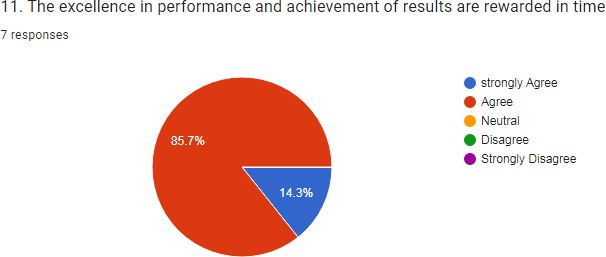 11. The excellence in performance and achievement of results are rewarded in time
7 responses
strongly Agree
Agree
Neutral
Disagree
Strongly Disagree
85.7%
14.3%